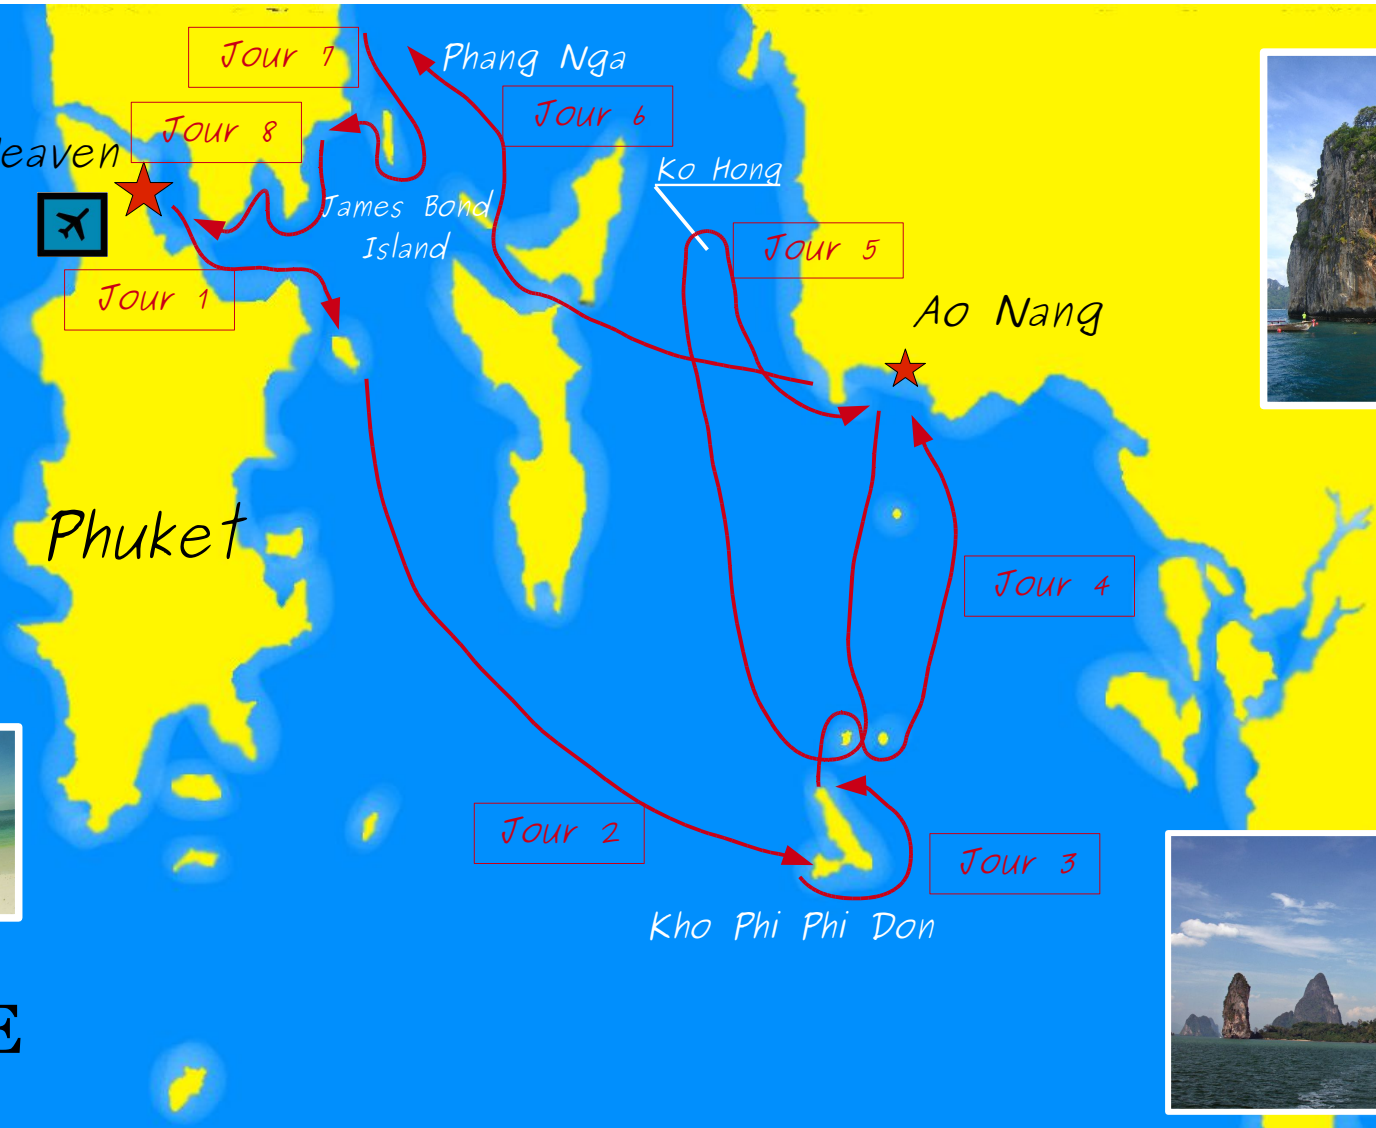 Jour 7
Phang Nga
Jour 6
Jour 8
Ko Hong
James Bond
Island
Jour 5
Jour 1
Ao Nang
Phuket
Jour 4
Jour 2
Jour 3
Kho Phi Phi Don
E